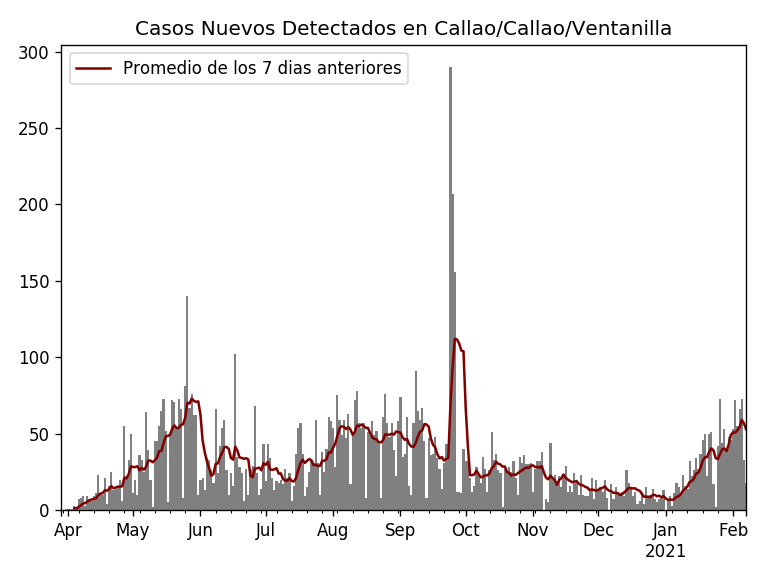 Casos Nuevos Detectados en Callao/Callao/Ventanilla
Promedio de los 7 dias anteriores
300
250
200
150
100
50
0
Apr May Jun Jul Aug Sep Oct Nov Dec Jan Feb
2021